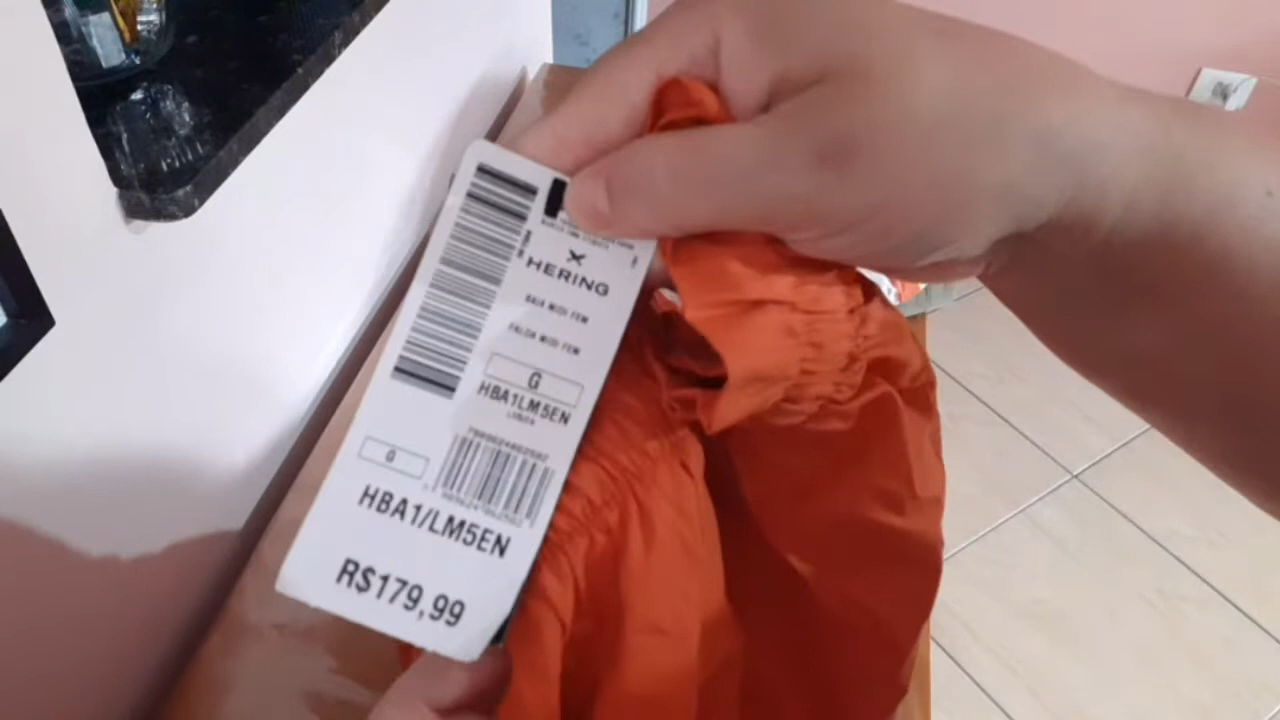 HERING
SAIA MIDI FEM
FALDA MIDI FEM
G
HBA1LM5EN
G
HBA1/LM5EN
R$179,99